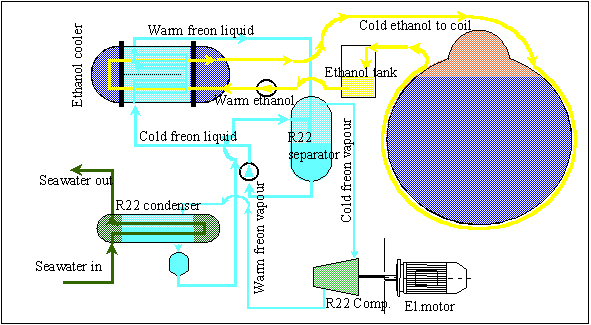 Warm freon liquid
Cold ethanol to coil
Ethanol cooler
Ethanol tank
Warm ethanol
Cold freon liquid
R22
separator
Cold freon vapour
Seawater out
R22 condenser
Warm freon vapour
Seawater in
R22 Comp.
El.motor